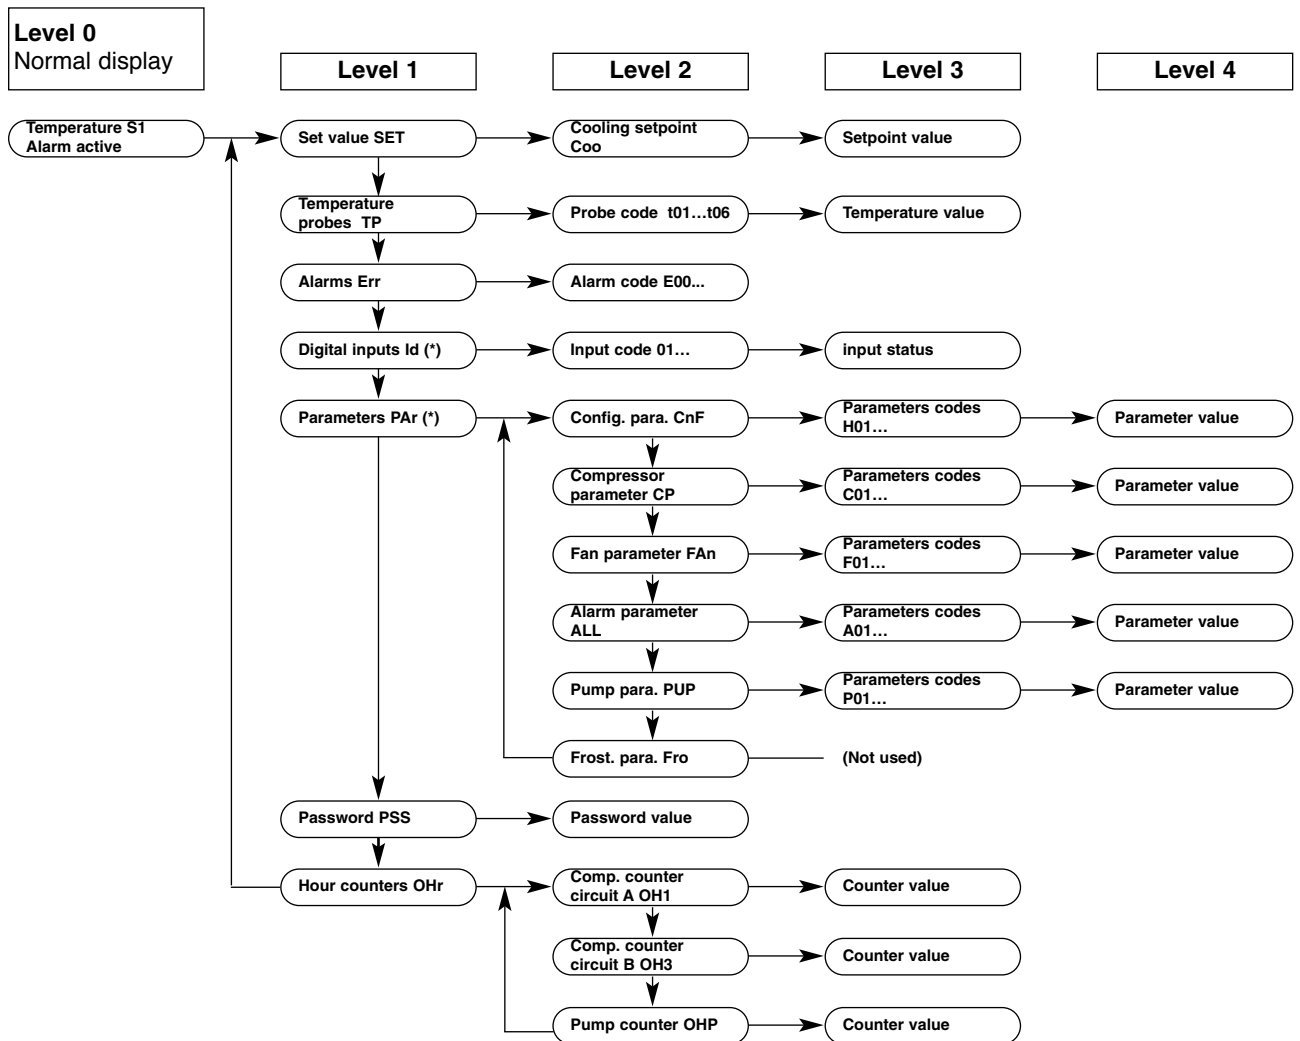 Level 0
Normal display
Level 1
Level 2
Level 3
Level 4
Temperature S1
Alarm active
Set value SET
Cooling setpoint
Coo
Setpoint value
Temperature
probes TP
Probe code t01...t06
Temperature value
Alarms Err
Alarm code E00...
Digital inputs Id (*)
Input code 01...
input status
Parameters PAr (*)
Config. para. CnF
Parameters codes
H01...
Parameter value
Compressor
parameter CP
Parameters codes
C01...
Parameter value
Fan parameter FAn
Parameters codes
F01...
Parameter value
Alarm parameter
ALL
Parameters codes
A01...
Parameter value
Pump para. PUP
Parameters codes
P01...
Parameter value
Frost. para. Fro
(Not used)
Password PSS
Password value
Hour counters OHr
Comp. counter
circuit A OH1
Counter value
Comp. counter
circuit B OH3
Counter value
Pump counter OHP
Counter value